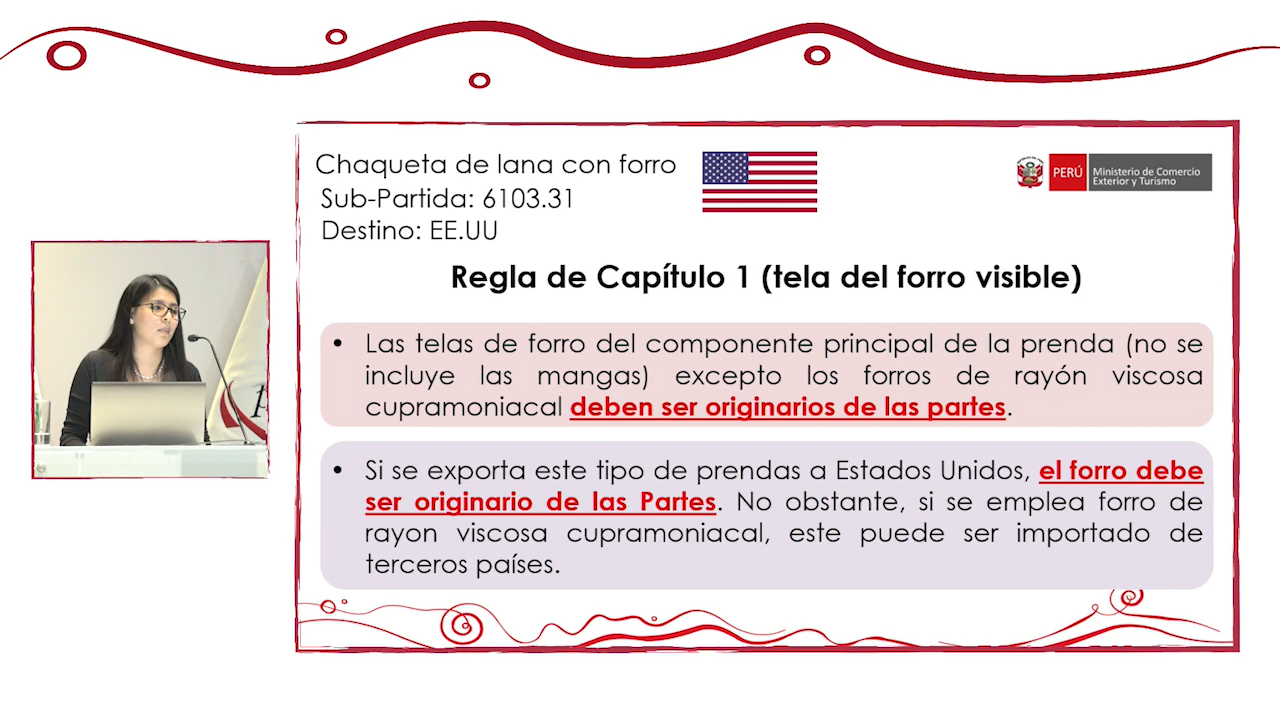 Chaqueta de lana con forro
Sub-Partida: 6103.31
Destino: EE.UU
PERÚ
Ministerio de Comercio
Exterior y Turismo
Regla de Capítulo 1 (tela del forro visible)
• Las telas de forro del componente principal de la prenda (no se
incluye las mangas) excepto los forros de rayón viscosa
cupramoniacal deben ser originarios de las partes.
• Si se exporta este tipo de prendas a Estados Unidos, el forro debe
ser originario de las Partes. No obstante, si se emplea forro de
rayon viscosa cupramoniacal, este puede ser importado de
terceros países.